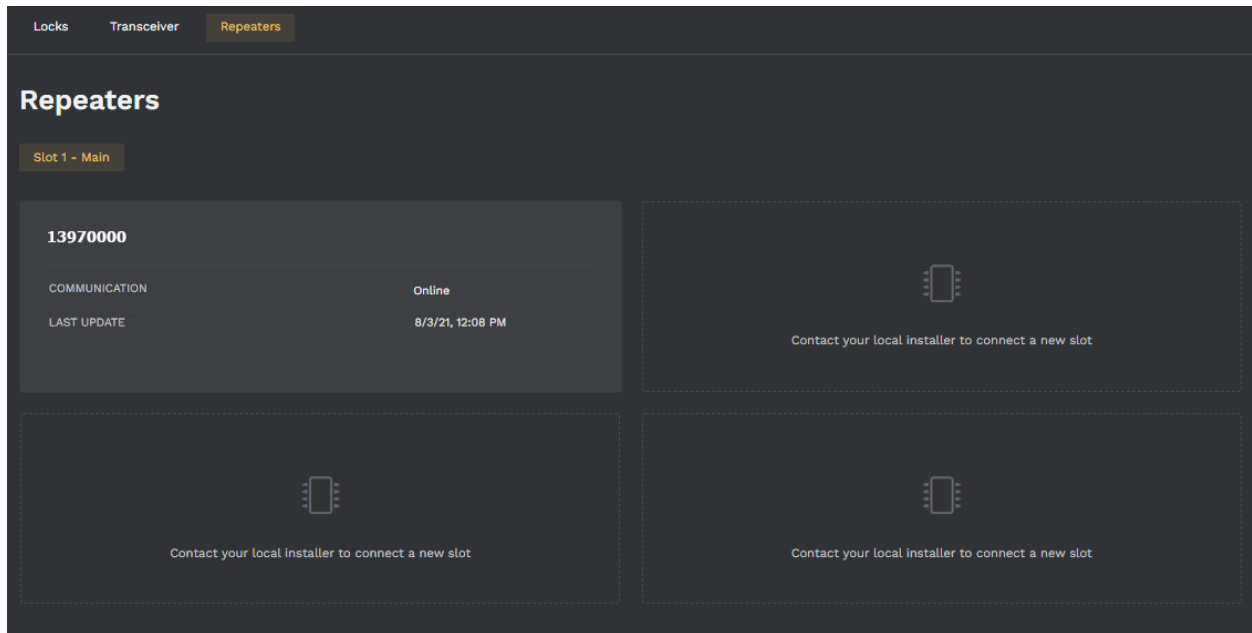 Locks Transceiver Repeaters
Repeaters
Slot 1 - Main
13970000
COMMUNICATION Online
LAST UPDATE 8/3/21, 12:08 PM
Contact your local installer to connect a new slot
Contact your local installer to connect a new slot
Contact your local installer to connect a new slot